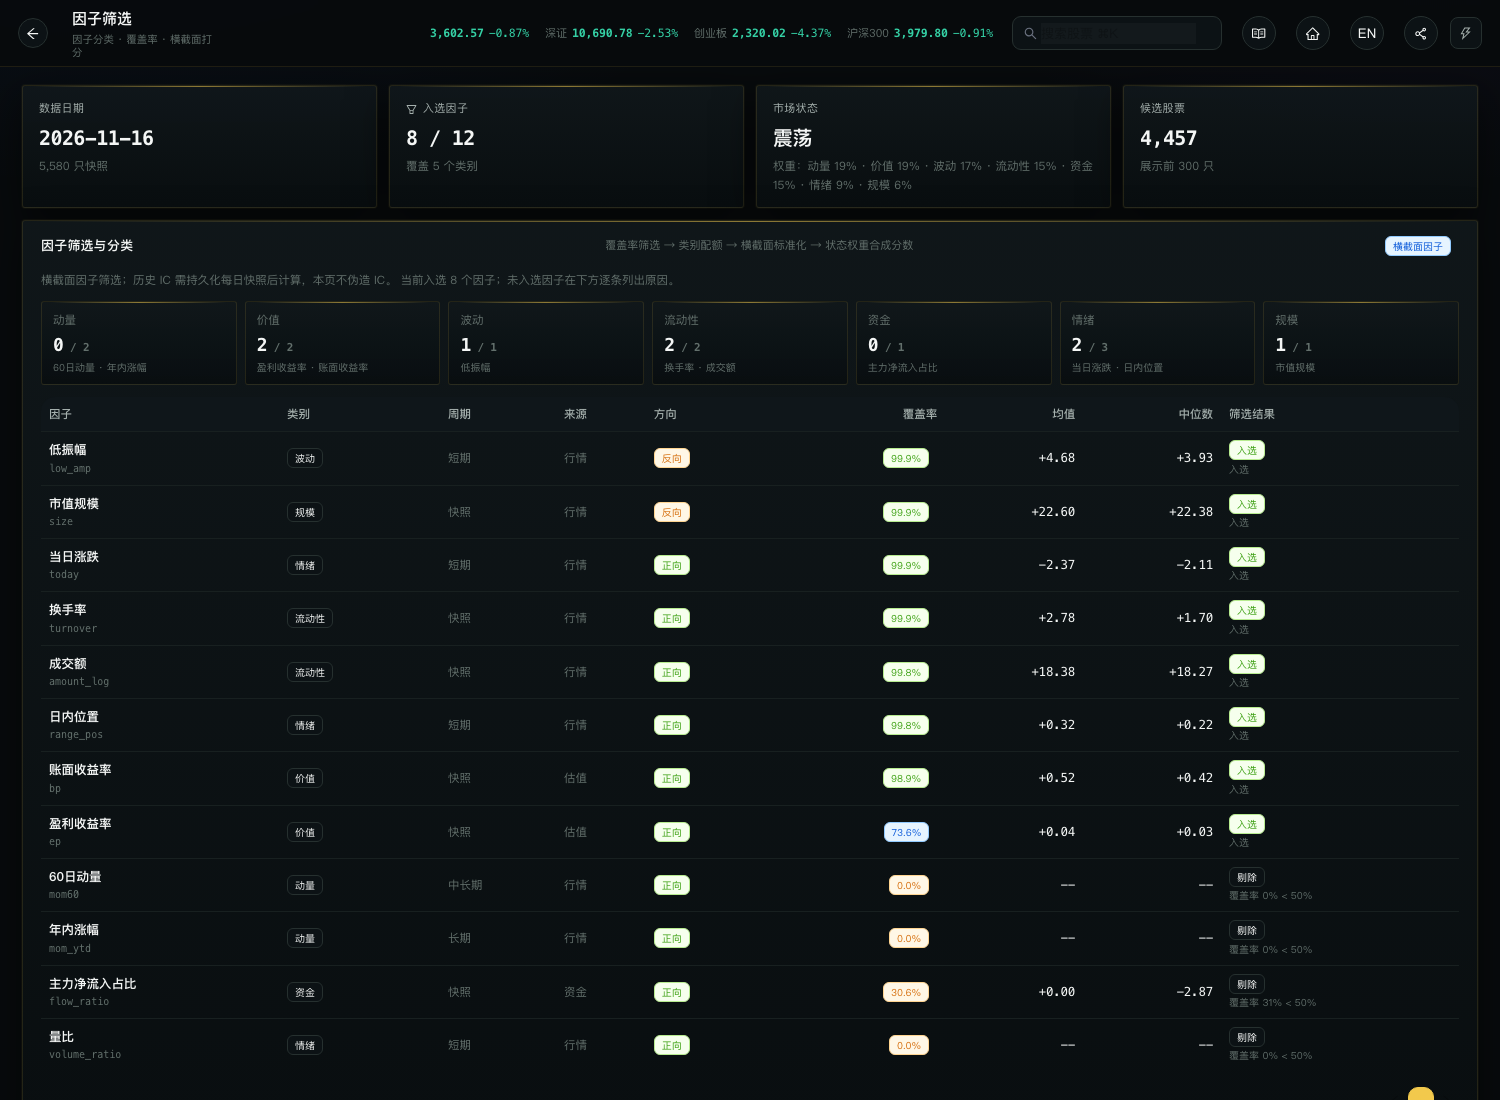 因子筛选
因子分类 · 覆盖率 · 横截面打
分
3,602.57 −0.87% 深证 10,690.78 −2.53% 创业板 2,320.02 −4.37% 沪深300 3,979.80 −0.91%
EN
数据日期
2026−11−16
5,580 只快照
入选因子
8 / 12
覆盖 5 个类别
市场状态
震荡
权重：动量 19% · 价值 19% · 波动 17% · 流动性 15% · 资金
15% · 情绪 9% · 规模 6%
候选股票
4,457
展示前 300 只
因子筛选与分类
覆盖率筛选 → 类别配额 → 横截面标准化 → 状态权重合成分数
横截面因子
横截面因子筛选；历史 IC 需持久化每日快照后计算，本页不伪造 IC。 当前入选 8 个因子；未入选因子在下方逐条列出原因。
动量
0 / 2
60日动量 · 年内涨幅
价值
2 / 2
盈利收益率 · 账面收益率
波动
1 / 1
低振幅
流动性
2 / 2
换手率 · 成交额
资金
0 / 1
主力净流入占比
情绪
2 / 3
当日涨跌 · 日内位置
规模
1 / 1
市值规模
因子 类别 周期 来源 方向 覆盖率 均值 中位数 筛选结果
低振幅 波动 短期 行情 反向 99.9% +4.68 +3.93 入选
low_amp 入选
市值规模 规模 快照 行情 反向 99.9% +22.60 +22.38 入选
size 入选
当日涨跌 情绪 短期 行情 正向 99.9% −2.37 −2.11 入选
today 入选
换手率 流动性 快照 行情 正向 99.9% +2.78 +1.70 入选
turnover 入选
成交额 流动性 快照 行情 正向 99.8% +18.38 +18.27 入选
amount_log 入选
日内位置 情绪 短期 行情 正向 99.8% +0.32 +0.22 入选
range_pos 入选
账面收益率 价值 快照 估值 正向 98.9% +0.52 +0.42 入选
bp 入选
盈利收益率 价值 快照 估值 正向 73.6% +0.04 +0.03 入选
ep 入选
60日动量 动量 中长期 行情 正向 0.0% −− −− 剔除
mom60 覆盖率 0% < 50%
年内涨幅 动量 长期 行情 正向 0.0% −− −− 剔除
mom_ytd 覆盖率 0% < 50%
主力净流入占比 资金 快照 资金 正向 30.6% +0.00 −2.87 剔除
flow_ratio 覆盖率 31% < 50%
量比 情绪 短期 行情 正向 0.0% −− −− 剔除
volume_ratio 覆盖率 0% < 50%